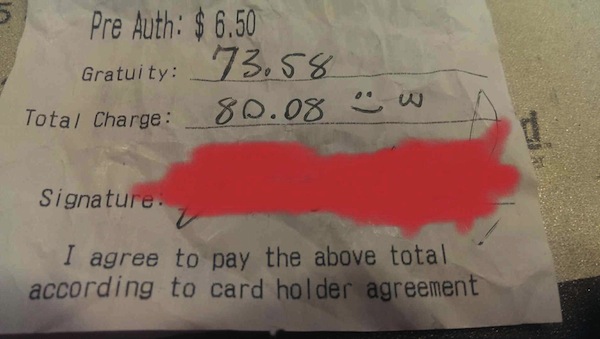 Pre Auth: $ 6.50
Gratuity: 73.58
Total Charge: 80.08 :) w
Signature:
I agree to pay the above total
according to card holder agreement